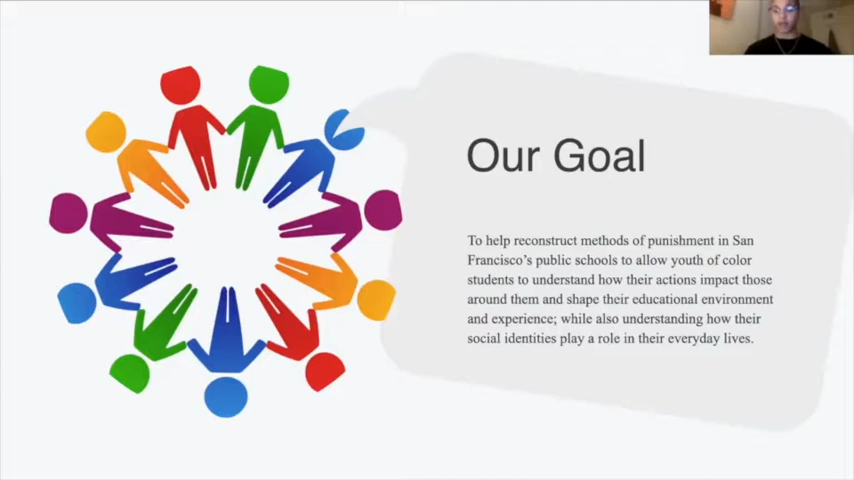 Our Goal
To help reconstruct methods of punishment in San
Francisco's public schools to allow youth of color
students to understand how their actions impact those
around them and shape their educational environment
and experience; while also understanding how their
social identities play a role in their everyday lives.